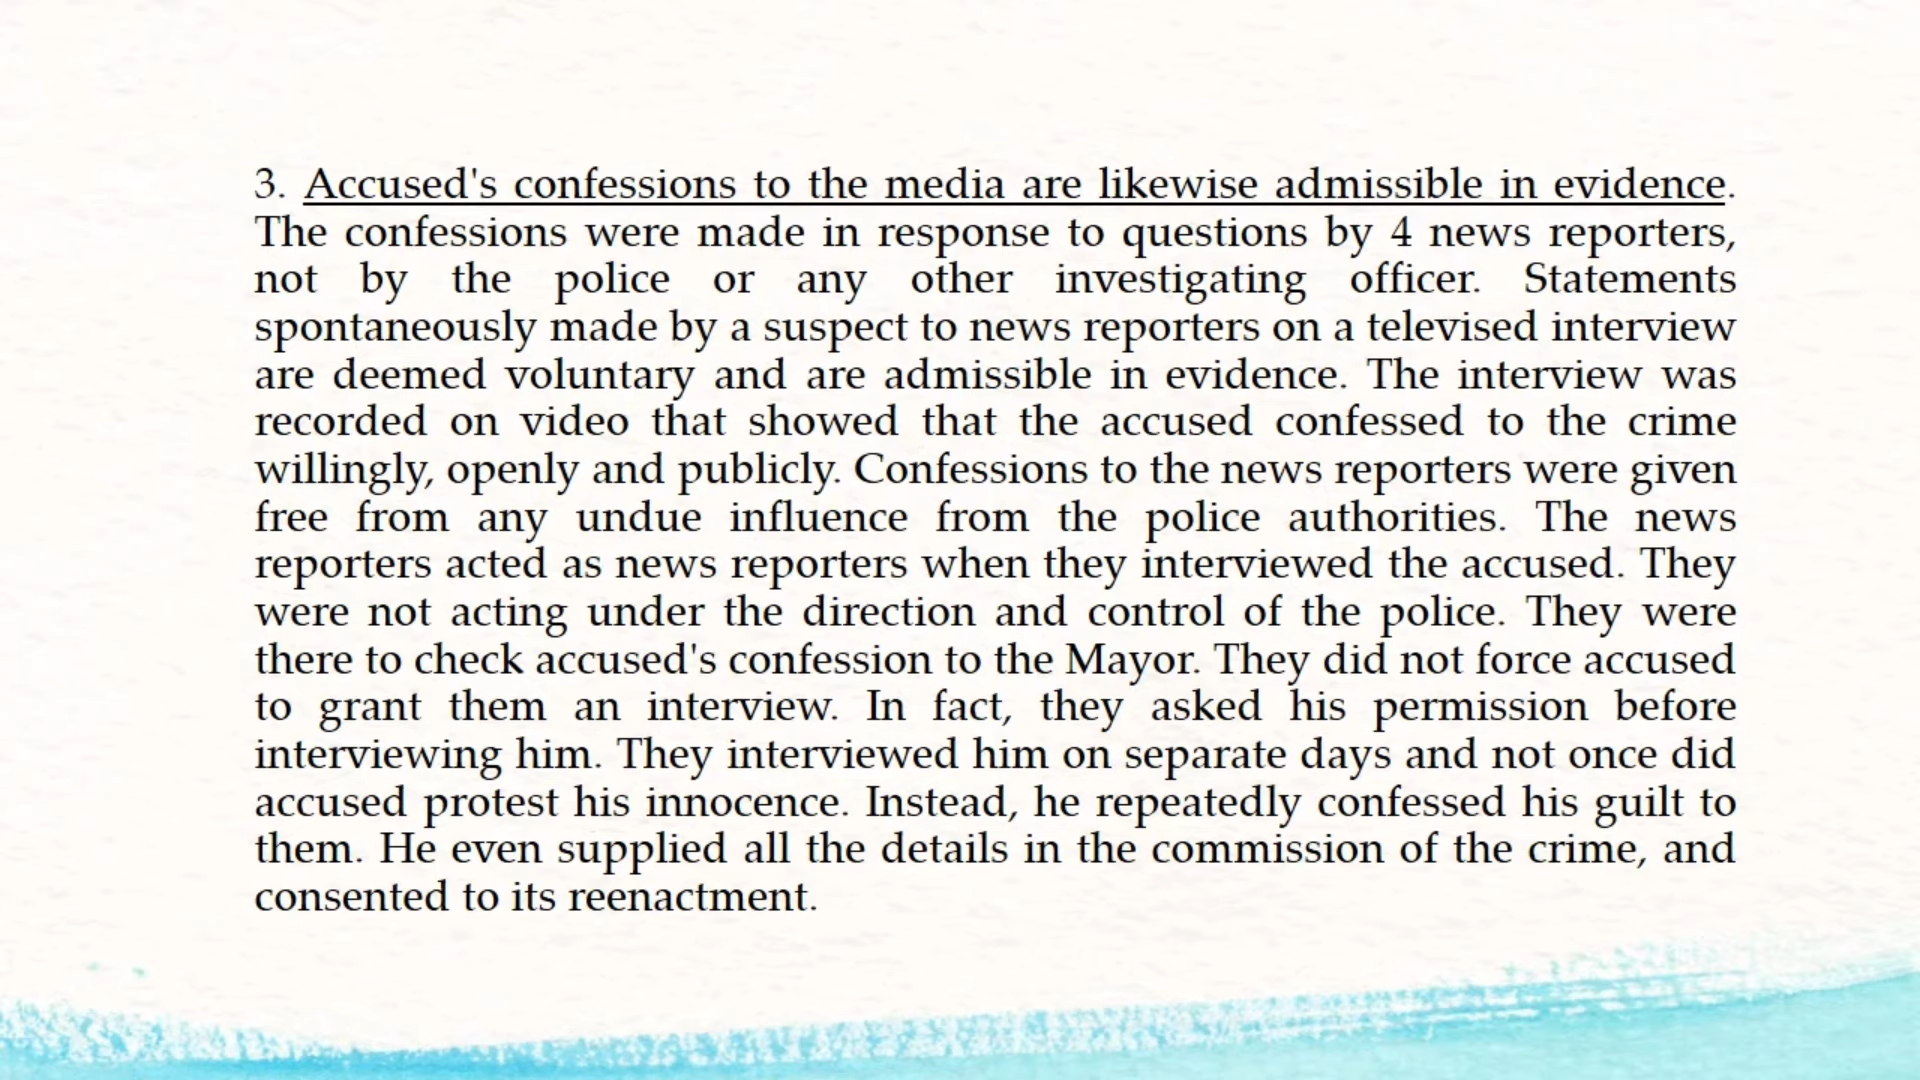 3. Accused's confessions to the media are likewise admissible in evidence.
The confessions were made in response to questions by 4 news reporters,
not by the police or any other investigating officer. Statements
spontaneously made by a suspect to news reporters on a televised interview
are deemed voluntary and are admissible in evidence. The interview was
recorded on video that showed that the accused confessed to the crime
willingly, openly and publicly. Confessions to the news reporters were given
free from any undue influence from the police authorities. The news
reporters acted as news reporters when they interviewed the accused. They
were not acting under the direction and control of the police. They were
there to check accused's confession to the Mayor. They did not force accused
to grant them an interview. In fact, they asked his permission before
interviewing him. They interviewed him on separate days and not once did
accused protest his innocence. Instead, he repeatedly confessed his guilt to
them. He even supplied all the details in the commission of the crime, and
consented to its reenactment.